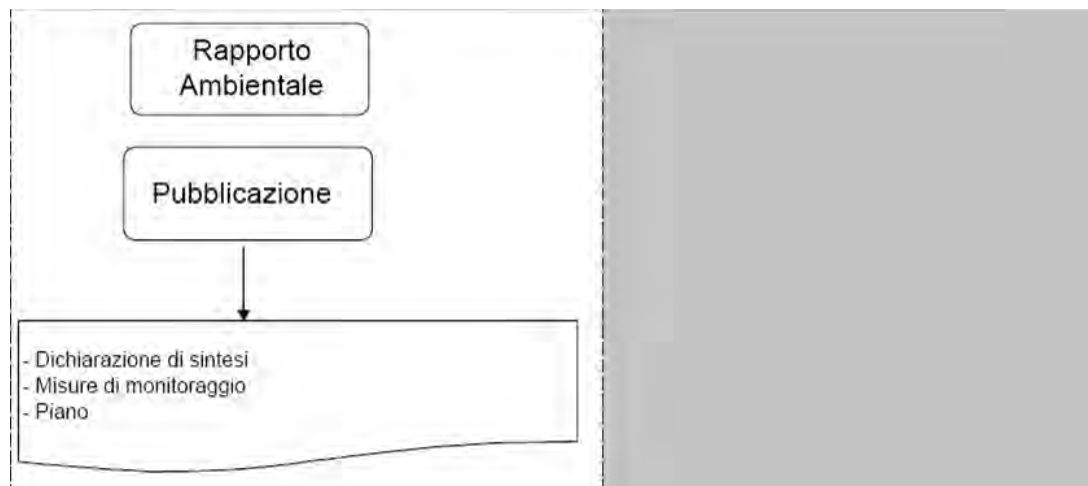 Rapporto
Ambientale
Pubblicazione
- Dichiarazione di sintesi
- Misure di monitoraggio
- Piano